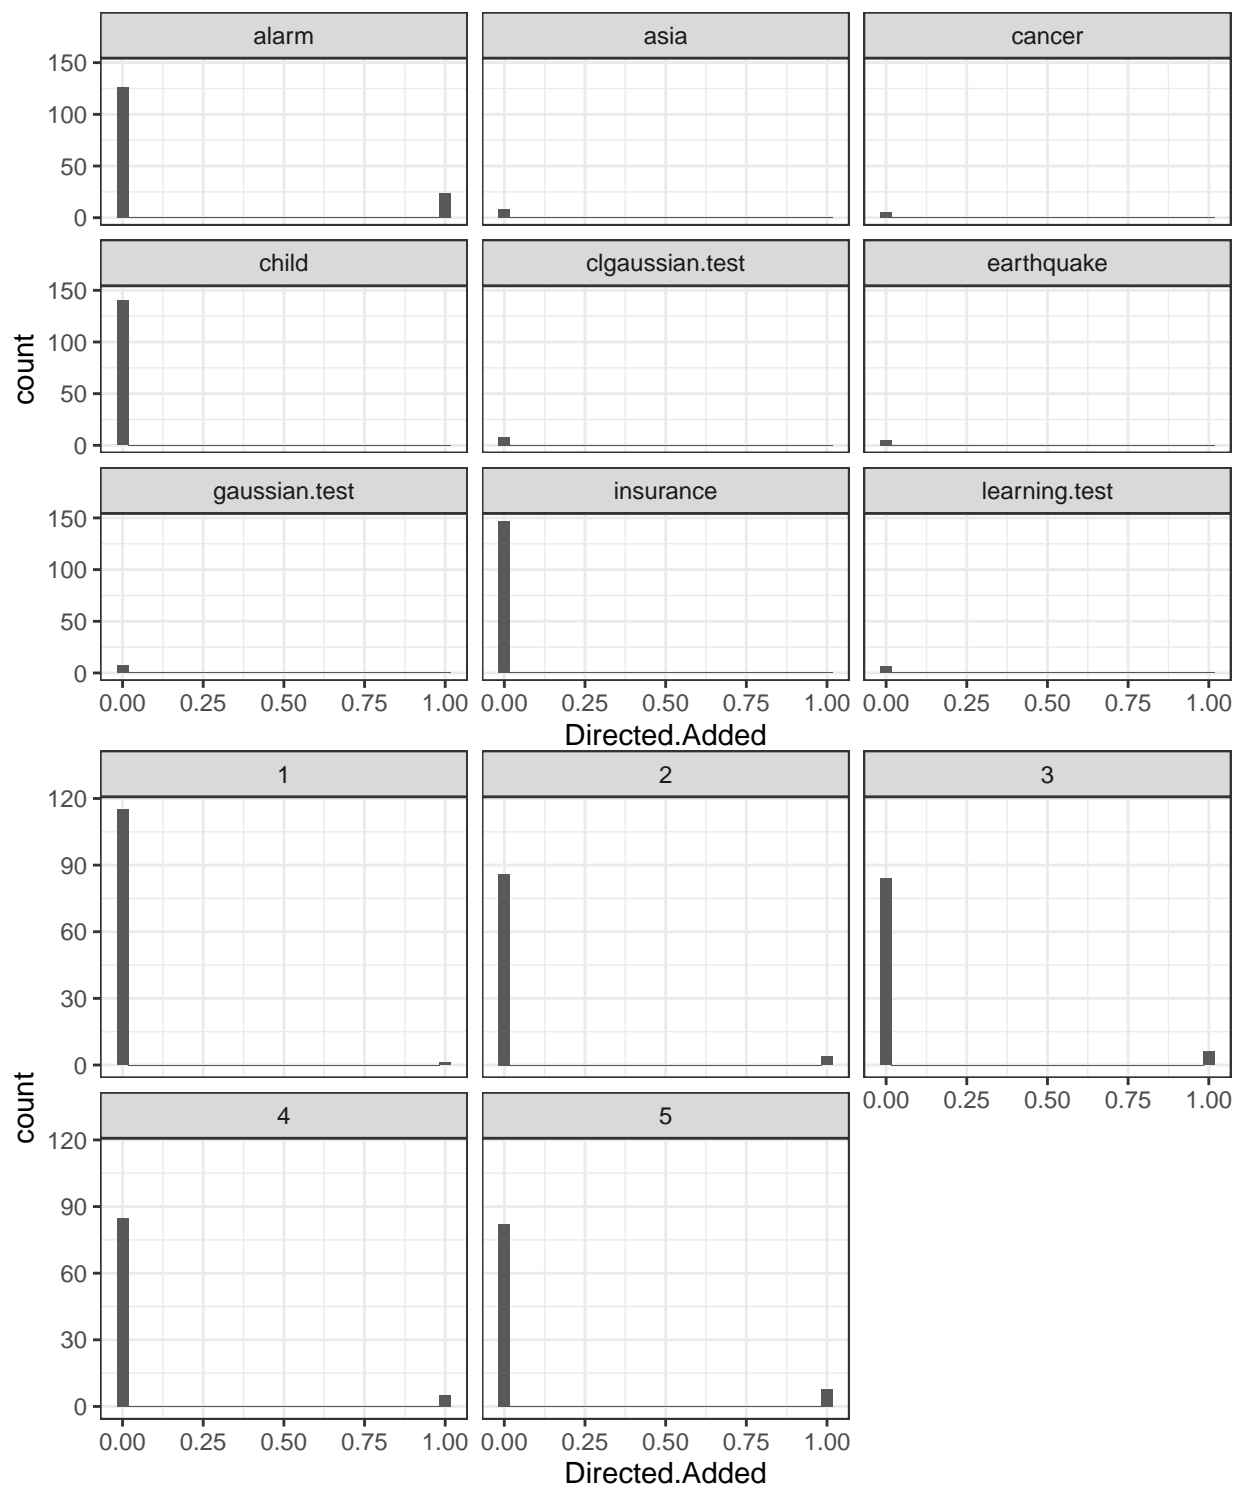 alarm asia cancer
150
100
50
0
child clgaussian.test earthquake
150
100
50
0
gaussian.test insurance learning.test
150
100
50
0
count
0.00 0.25 0.50 0.75 1.00 0.00 0.25 0.50 0.75 1.00 0.00 0.25 0.50 0.75 1.00
Directed.Added
1 2 3
120
90
60
30
0
0.00 0.25 0.50 0.75 1.00
4 5
120
90
60
30
0
count
0.00 0.25 0.50 0.75 1.00 0.00 0.25 0.50 0.75 1.00
Directed.Added